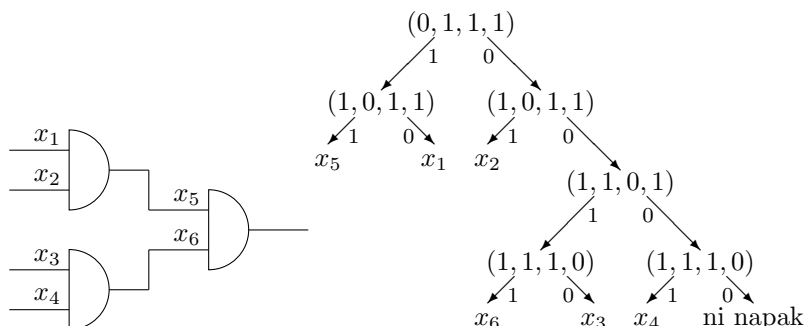 (0, 1, 1, 1)
1 0
(1, 0, 1, 1) (1, 0, 1, 1)
1 0 1 0
x₅ x₁ x₂
(1, 1, 0, 1)
1 0
(1, 1, 1, 0) (1, 1, 1, 0)
1 0 1 0
x₆ x₃ x₄ ni napak
x₁
x₂
x₅
x₆
x₃
x₄